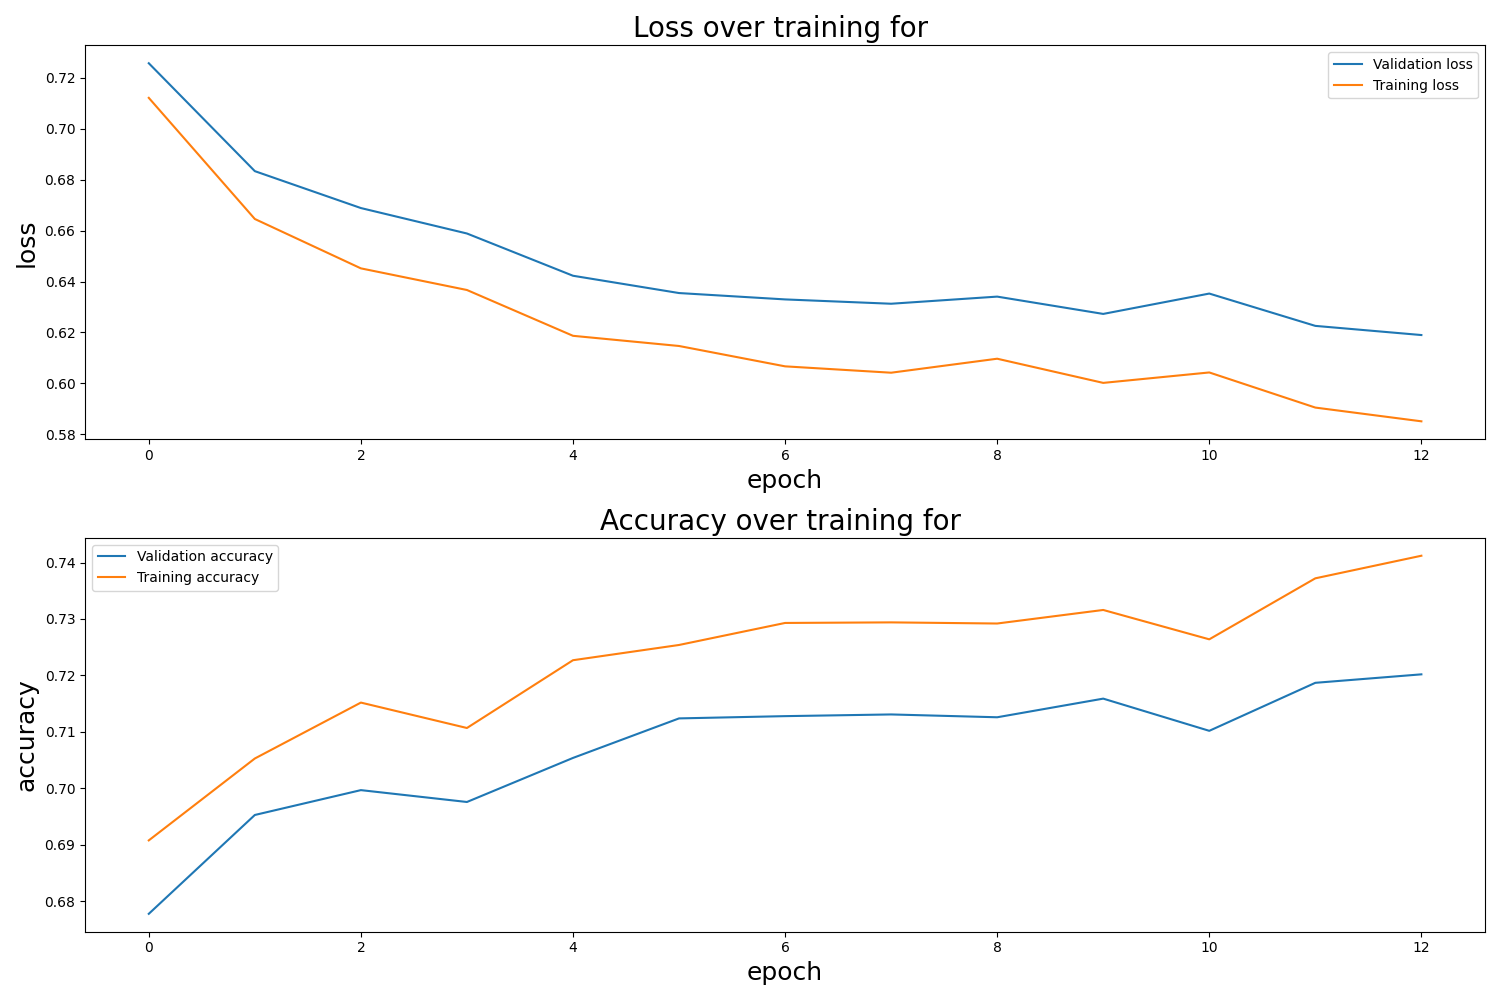 Loss over training for
Validation loss
Training loss
0.72
0.70
0.68
0.66
0.64
0.62
0.60
0.58
loss
0 2 4 6 8 10 12
epoch
Accuracy over training for
Validation accuracy
Training accuracy
0.74
0.73
0.72
0.71
0.70
0.69
0.68
accuracy
0 2 4 6 8 10 12
epoch